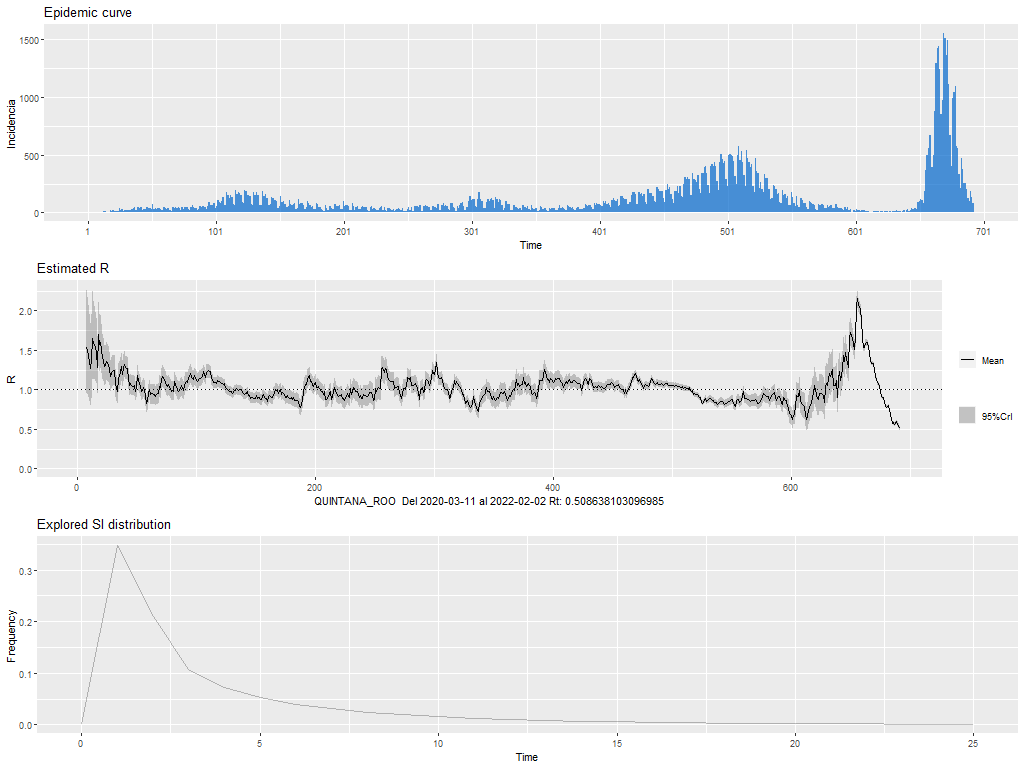 Epidemic curve
1500
1000
500
0
Incidencia
1 101 201 301 401 501 601 701
Time
Estimated R
2.0
1.5
1.0
0.5
0.0
R
Mean
95%CrI
0 200 400 600
QUINTANA_ROO Del 2020-03-11 al 2022-02-02 Rt: 0.508638103096985
Explored SI distribution
0.3
0.2
0.1
0.0
Frequency
0 5 10 15 20 25
Time